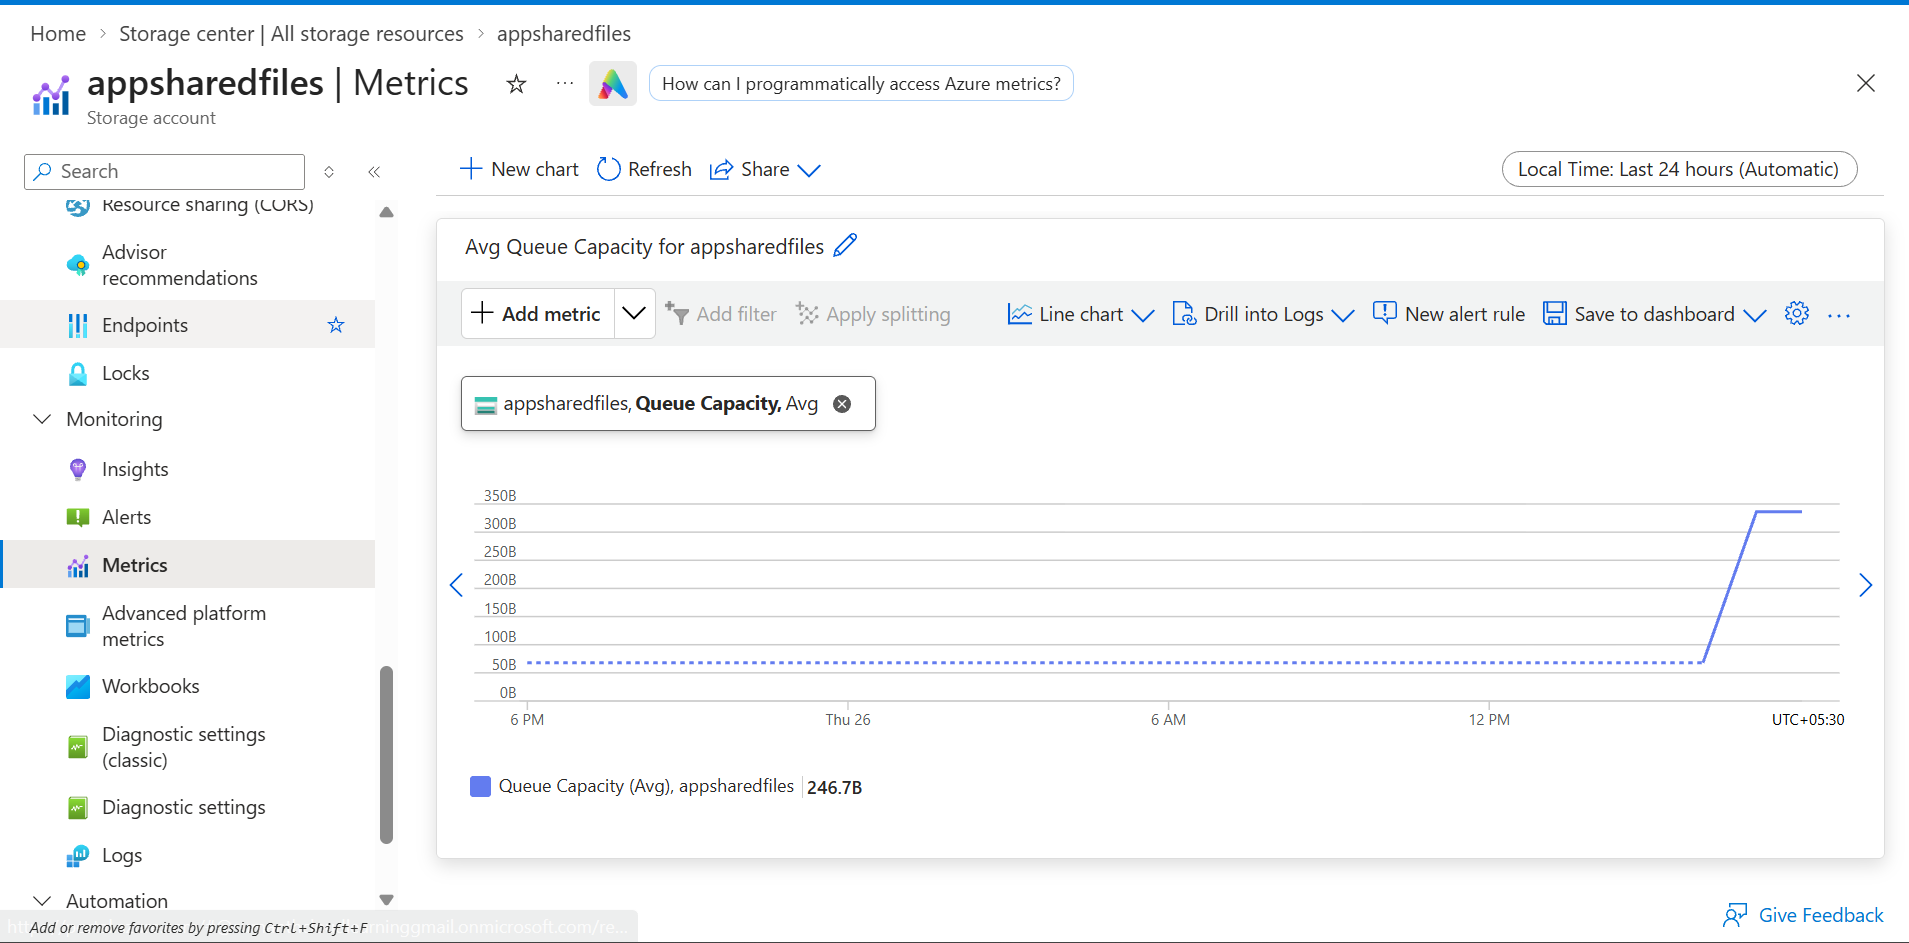 Home > Storage center | All storage resources > appsharedfiles
appsharedfiles | Metrics
How can I programmatically access Azure metrics?
Storage account
Search
Resource sharing (CORS)
Advisor
recommendations
Endpoints
Locks
Monitoring
Insights
Alerts
Metrics
Advanced platform
metrics
Workbooks
Diagnostic settings
(classic)
Diagnostic settings
Logs
Automation
Add or remove favorites by pressing Ctrl+Shift+F
minggmail.onmicrosoft.com/re...
New chart
Refresh
Share
Local Time: Last 24 hours (Automatic)
Avg Queue Capacity for appsharedfiles
Add metric
Add filter
Apply splitting
Line chart
Drill into Logs
New alert rule
Save to dashboard
appsharedfiles, Queue Capacity, Avg
350B
300B
250B
200B
150B
100B
50B
0B
6 PM
Thu 26
6 AM
12 PM
UTC+05:30
Queue Capacity (Avg), appsharedfiles
246.7B
Give Feedback